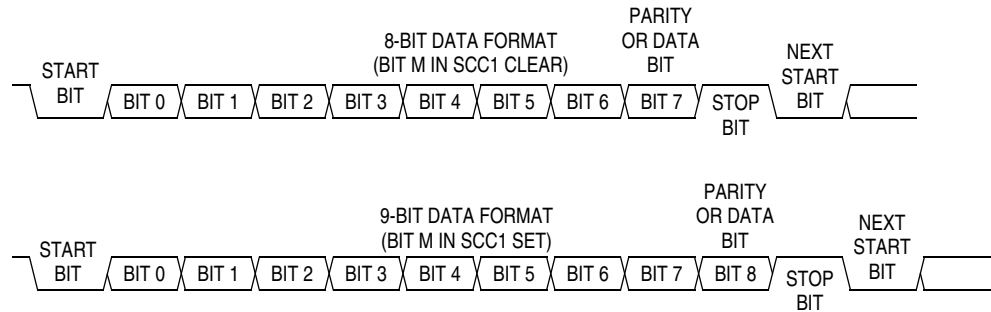 8-BIT DATA FORMAT
(BIT M IN SCC1 CLEAR)
PARITY
OR DATA
BIT
START
BIT
BIT 0
BIT 1
BIT 2
BIT 3
BIT 4
BIT 5
BIT 6
BIT 7
STOP
BIT
NEXT
START
BIT
9-BIT DATA FORMAT
(BIT M IN SCC1 SET)
PARITY
OR DATA
BIT
START
BIT
BIT 0
BIT 1
BIT 2
BIT 3
BIT 4
BIT 5
BIT 6
BIT 7
BIT 8
STOP
BIT
NEXT
START
BIT